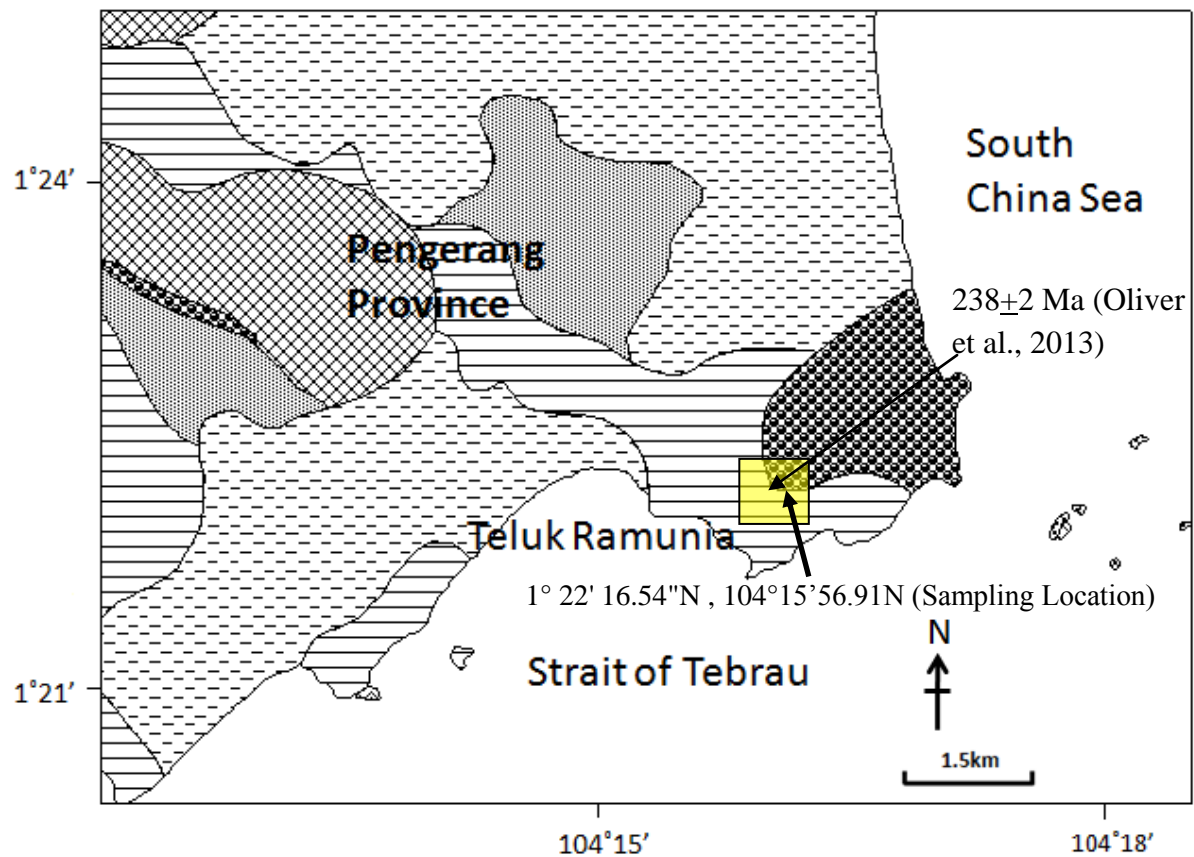 South
China Sea
1°24'
Pengerang
Province
238±2 Ma (Oliver
et al., 2013)
Teluk Ramunia
1° 22' 16.54"N , 104°15’56.91N (Sampling Location)
N
Strait of Tebrau
1°21'
1.5km
104°15'
104°18'